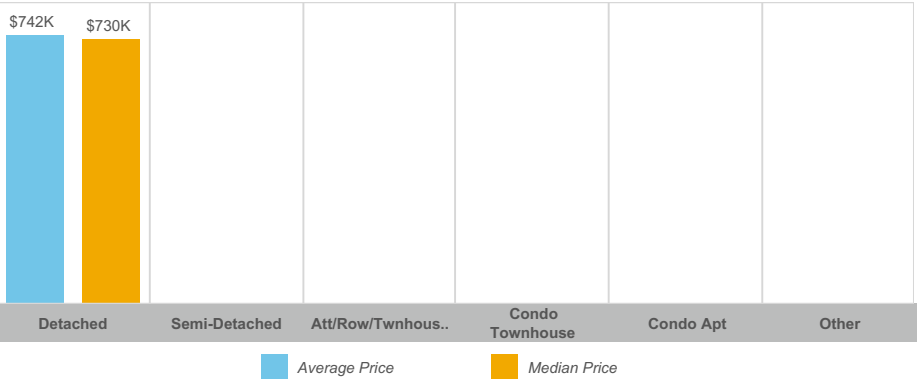 $742K
$730K
Detached
Semi-Detached
Att/Row/Twnhous..
Condo
Townhouse
Condo Apt
Other
Average Price
Median Price